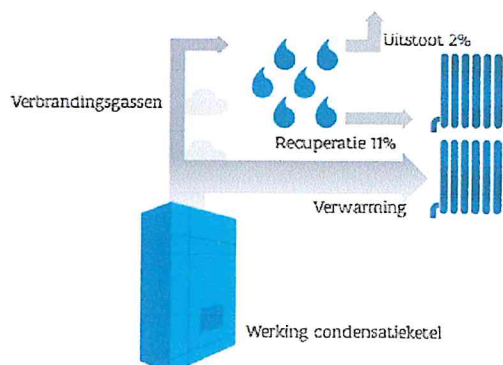 Uitstoot 2%
Verbrandingsgassen
Recuperatie 11%
Verwarming
Werking condensatieketel